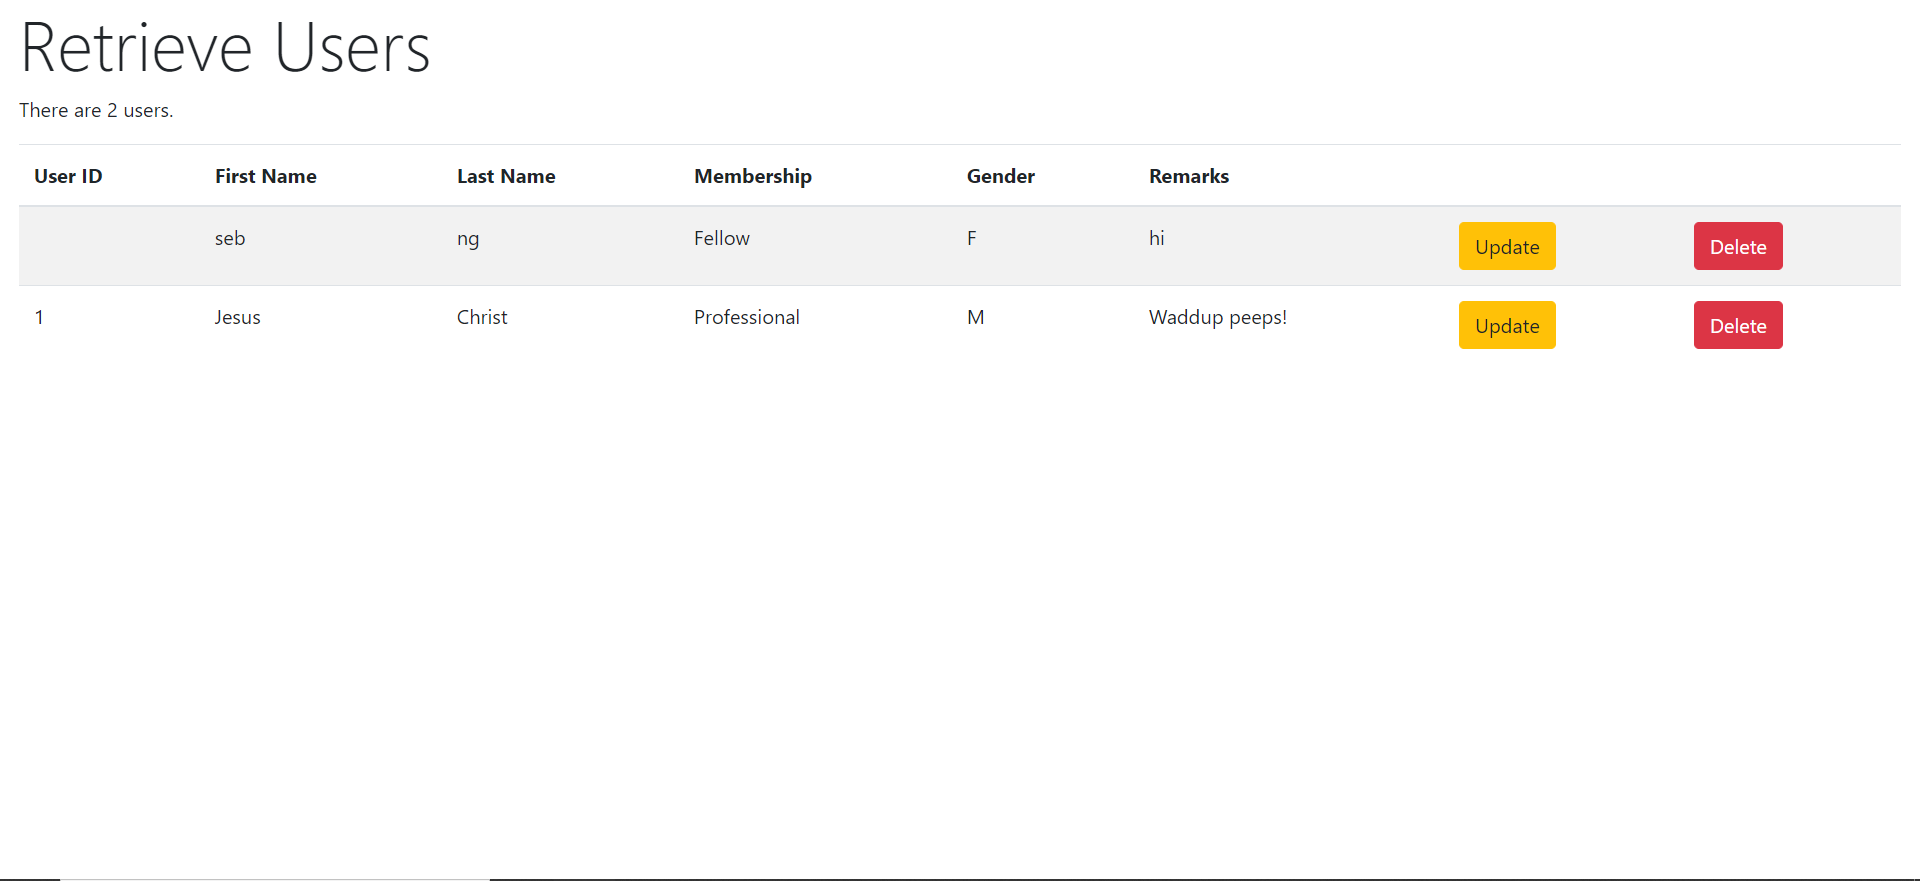 Retrieve Users
There are 2 users.
User ID First Name Last Name Membership Gender Remarks
seb ng Fellow F hi Update Delete
1 Jesus Christ Professional M Waddup peeps! Update Delete